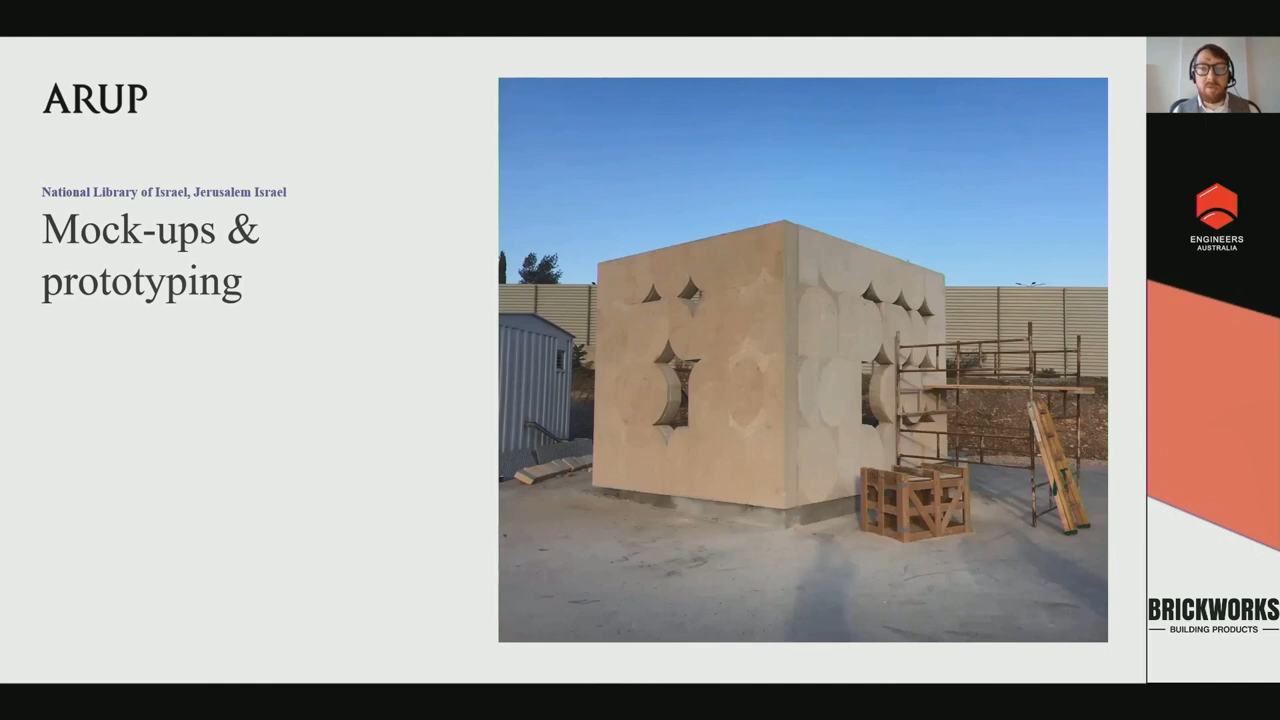 ARUP
National Library of Israel, Jerusalem Israel
Mock-ups &
prototyping
ENGINEERS
AUSTRALIA
BRICKWORKS
BUILDING PRODUCTS